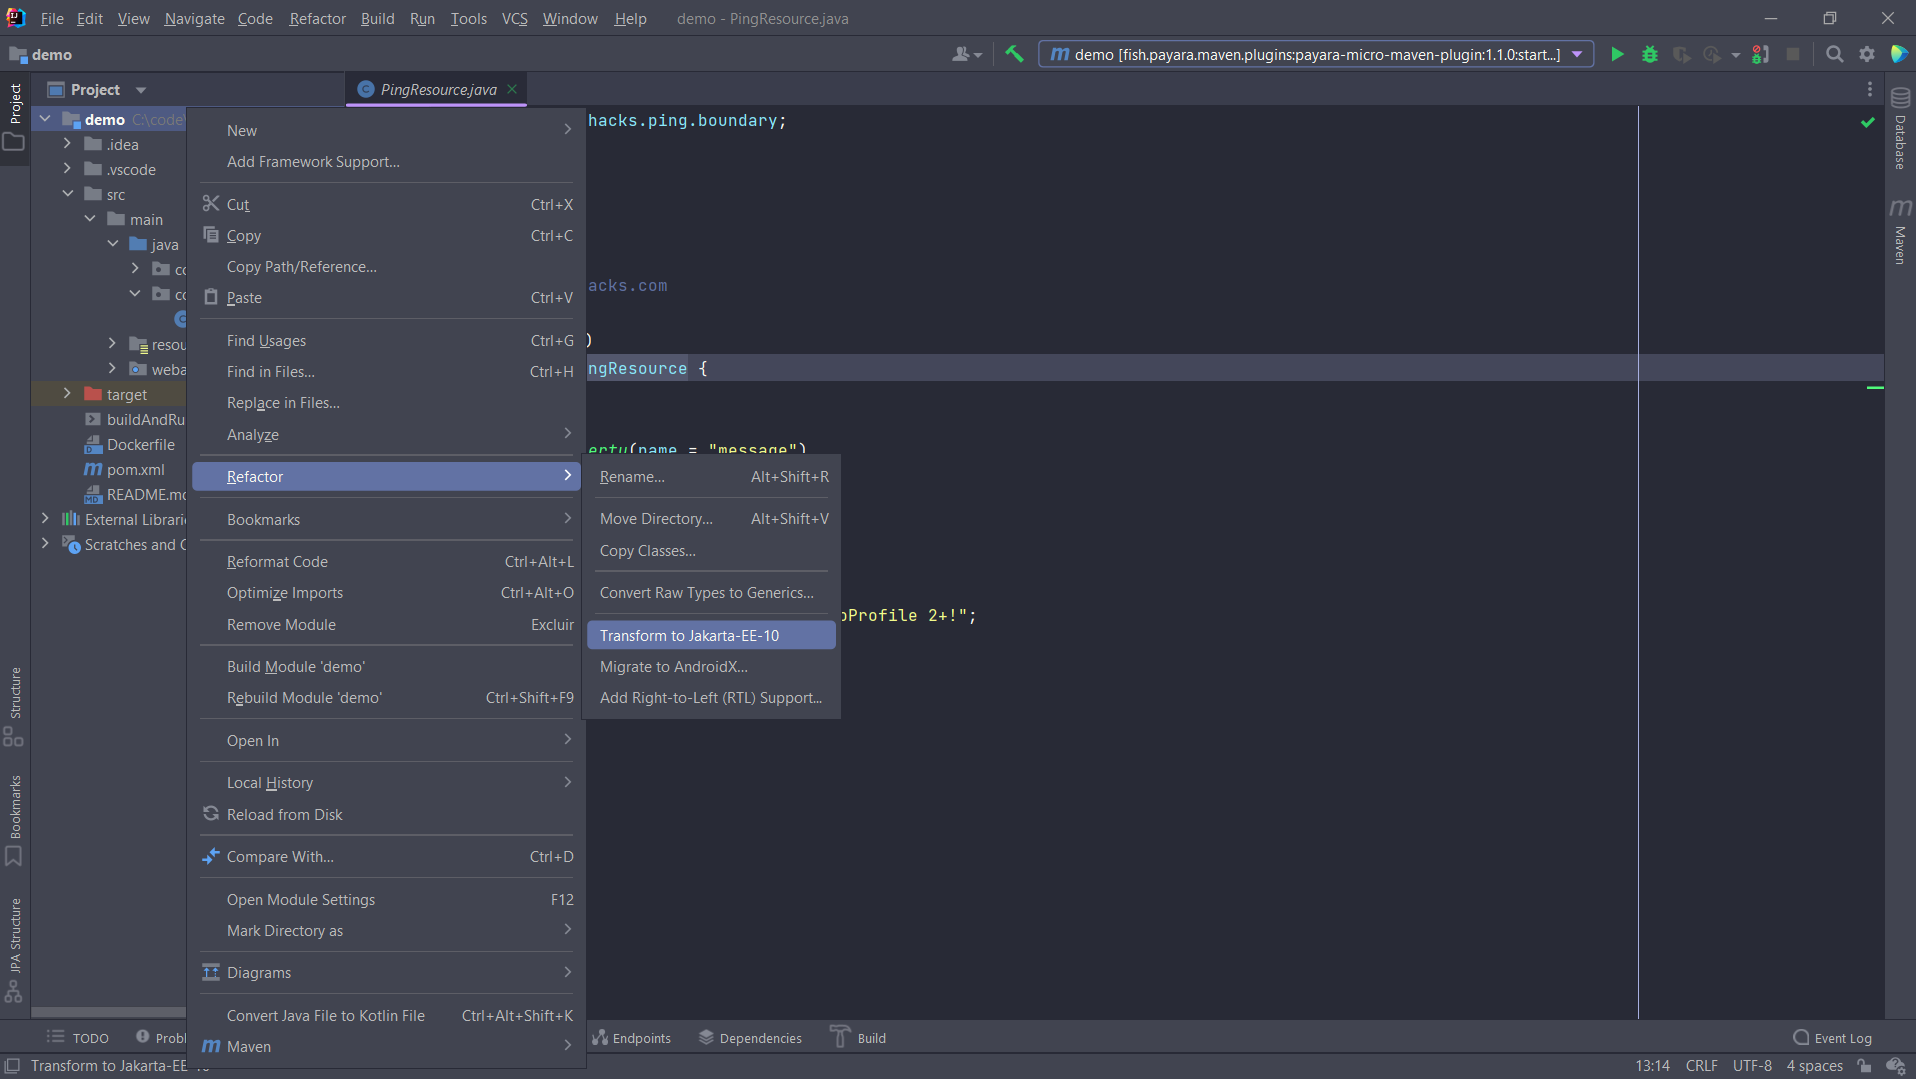 File Edit View Navigate Code Refactor Build Run Tools VCS Window Help demo - PingResource.java
demo
demo [fish.payara.maven.plugins:payara-micro-maven-plugin:1.1.0:start...]
Project
Project
PingResource.java
demo C:\code\
.idea
.vscode
src
main
java
co
co
resou
weba
target
buildAndRu
Dockerfile
pom.xml
README.md
External Librari
Scratches and C
New
Add Framework Support...
Cut Ctrl+X
Copy Ctrl+C
Copy Path/Reference...
Paste Ctrl+V
Find Usages Ctrl+G
Find in Files... Ctrl+H
Replace in Files...
Analyze
Refactor
Bookmarks
Reformat Code Ctrl+Alt+L
Optimize Imports Ctrl+Alt+O
Remove Module Excluir
Build Module 'demo'
Rebuild Module 'demo' Ctrl+Shift+F9
Open In
Local History
Reload from Disk
Compare With... Ctrl+D
Open Module Settings F12
Mark Directory as
Diagrams
Convert Java File to Kotlin File Ctrl+Alt+Shift+K
Maven
Rename... Alt+Shift+R
Move Directory... Alt+Shift+V
Copy Classes...
Convert Raw Types to Generics...
Transform to Jakarta-EE-10
Migrate to AndroidX...
Add Right-to-Left (RTL) Support...
hacks.ping.boundary;
acks.com
)
ngResource {
erty(name = "message")
oProfile 2+!";
Database
Maven
Structure
Bookmarks
JPA Structure
TODO
Probl
Endpoints
Dependencies
Build
Event Log
Transform to Jakarta-EE-10
13:14 CRLF UTF-8 4 spaces